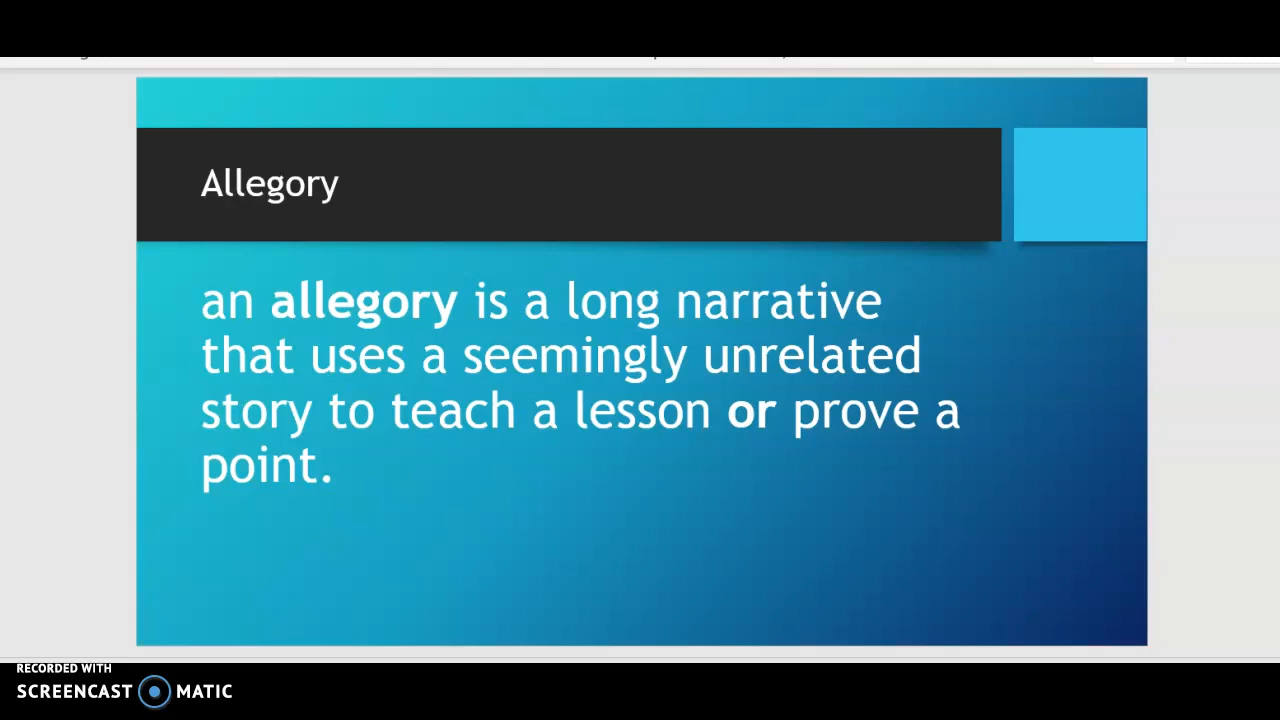 Allegory
an allegory is a long narrative
that uses a seemingly unrelated
story to teach a lesson or prove a
point.
RECORDED WITH
SCREENCAST MATIC